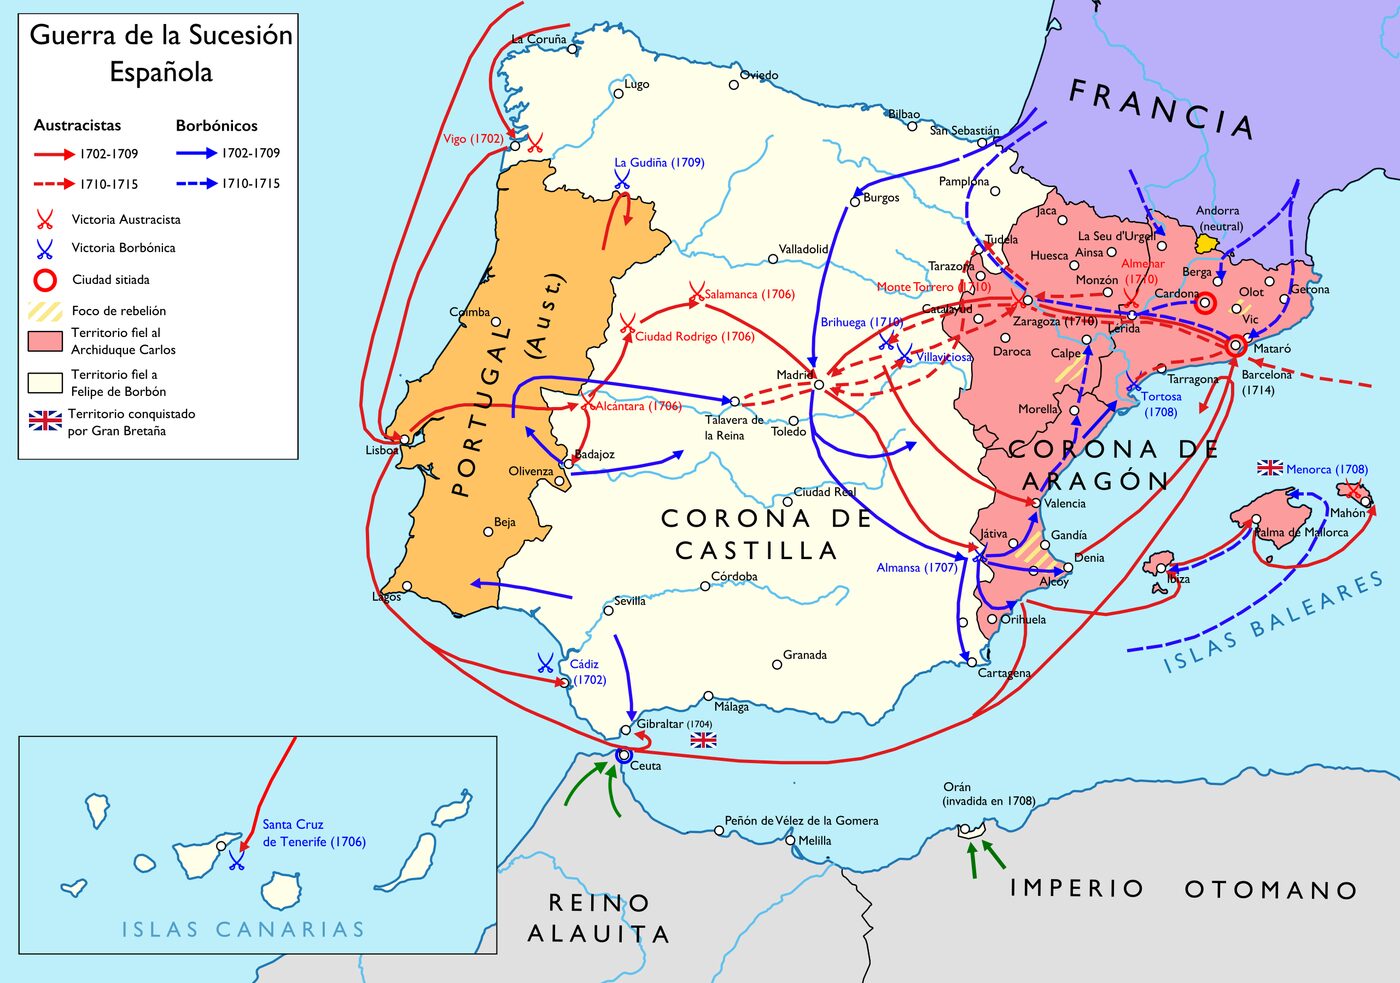 Guerra de la Sucesión
Española
Austracistas
Borbónicos
1702-1709
1702-1709
1710-1715
1710-1715
Victoria Austracista
Victoria Borbónica
Ciudad sitiada
Foco de rebelión
Territorio fiel al
Archiduque Carlos
Territorio fiel a
Felipe de Borbón
Territorio conquistado
por Gran Bretaña
La Coruña
Lugo
Oviedo
Bilbao
San Sebastián
FRANCIA
Vigo (1702)
La Gudiña (1709)
Pamplona
Burgos
Jaca
Andorra
(neutral)
La Seu d'Urgell
Tudela
Ainsa
Huesca
Valladolid
Tarazona
Monzón
Almenar
(1710)
Berga
Olot
Gerona
Cardona
Salamanca (1706)
Monte Torrero (1710)
Coimba
Catalayud
Zaragoza (1710)
Lérida
Vic
Brihuega (1710)
Ciudad Rodrigo (1706)
Villaviciosa
Daroca
Calpe
Mataró
PORTUGAL
(Aust.)
Madrid
Tarragona
Barcelona
(1714)
Alcántara (1706)
Talavera de
la Reina
Toledo
Morella
Tortosa
(1708)
Lisboa
Badajoz
Olivenza
CORONA DE
ARAGÓN
Menorca (1708)
Ciudad Real
Valencia
Mahón
Beja
CORONA DE
CASTILLA
Játiva
Gandía
Palma de Mallorca
Almansa (1707)
Denia
Alcoy
Ibiza
Lagos
Córdoba
Sevilla
Orihuela
ISLAS BALEARES
Cádiz
(1702)
Granada
Cartagena
Málaga
Gibraltar (1704)
Ceuta
Orán
(invadida en 1708)
Peñón de Vélez de la Gomera
Melilla
Santa Cruz
de Tenerife (1706)
ISLAS CANARIAS
REINO
ALAUITA
IMPERIO OTOMANO